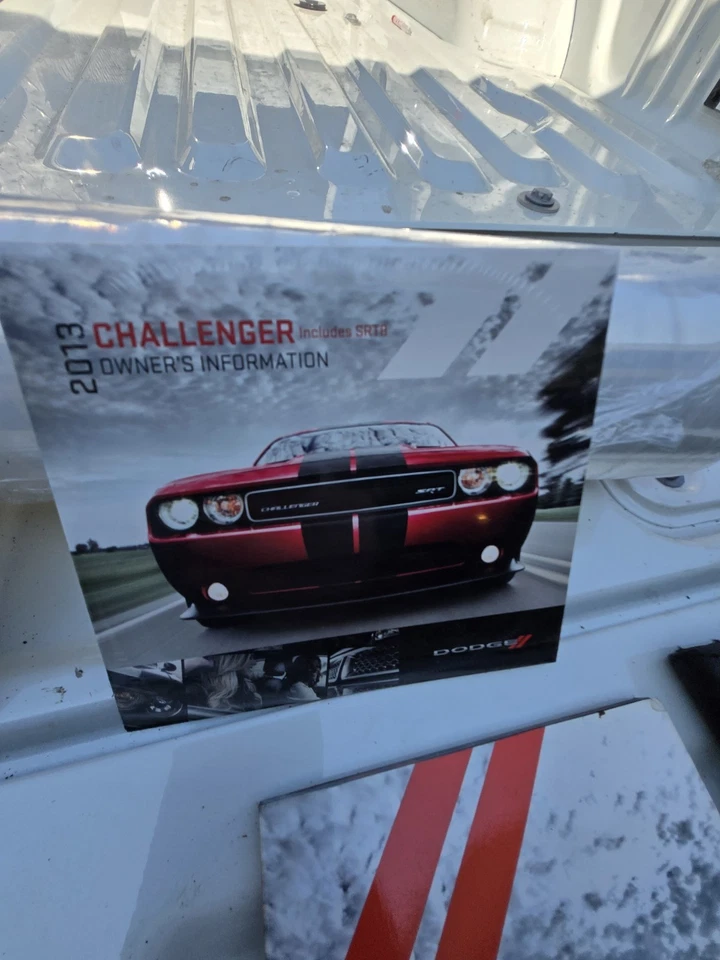 2013
CHALLENGER includes SRT8
OWNER'S INFORMATION
CHALLENGER
SRT
DODGE